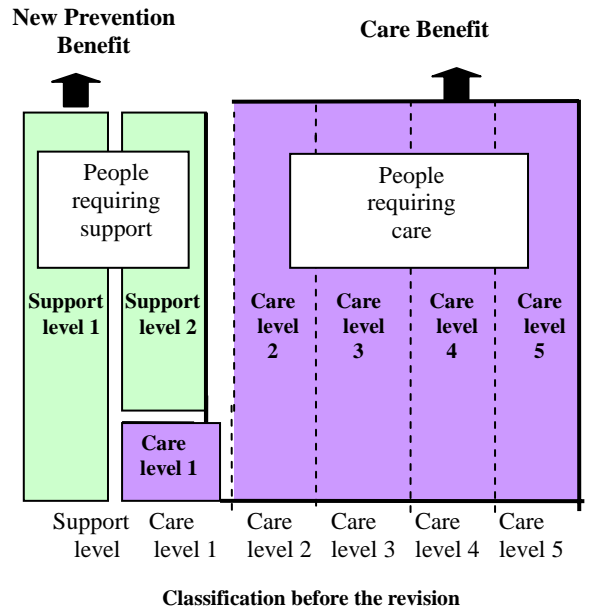 New Prevention
Benefit
Care Benefit
People
requiring
support
People
requiring
care
Support
level 1
Support
level 2
Care
level
2
Care
level
3
Care
level
4
Care
level
5
Care
level 1
Support
level
Care
level 1
Care
level 2
Care
level 3
Care
level 4
Care
level 5
Classification before the revision